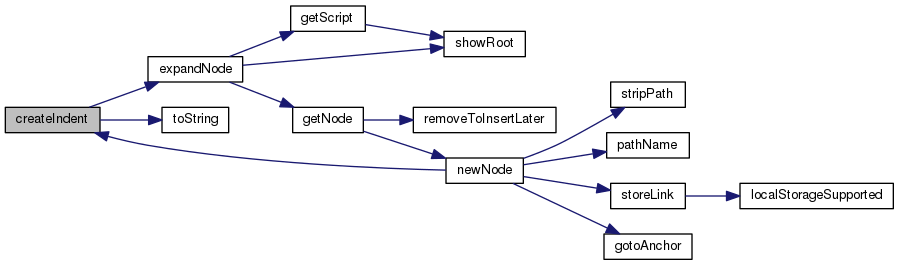 createIndent
expandNode
toString
getScript
showRoot
getNode
removeToInsertLater
newNode
stripPath
pathName
storeLink
localStorageSupported
gotoAnchor